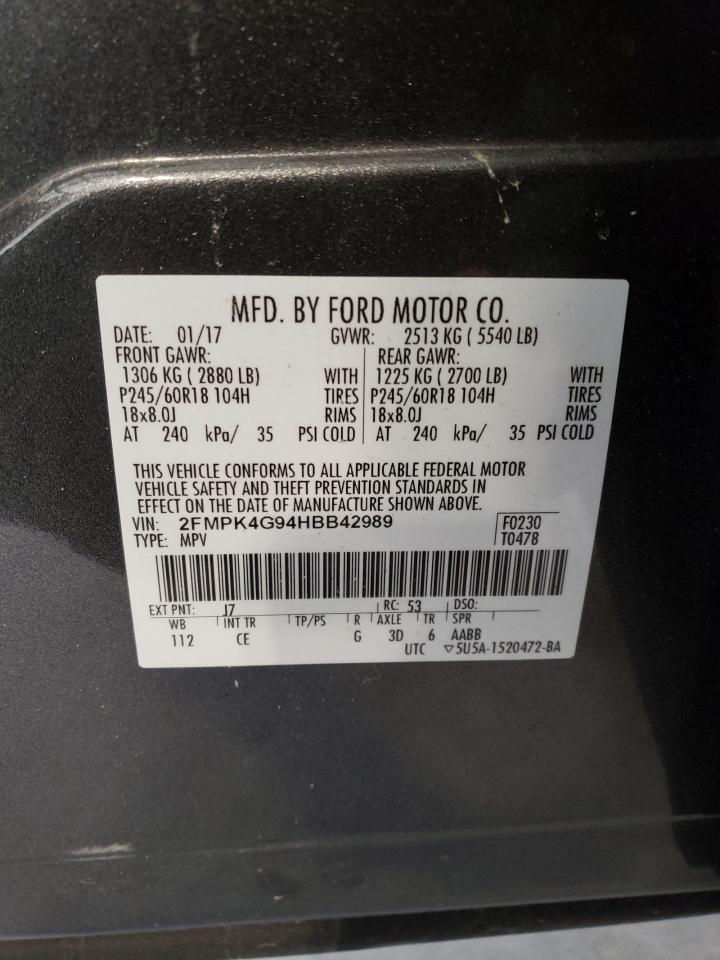 MFD. BY FORD MOTOR CO.
DATE: 01/17 GVWR: 2513 KG ( 5540 LB)
FRONT GAWR: REAR GAWR:
1306 KG ( 2880 LB) WITH 1225 KG ( 2700 LB) WITH
P245/60R18 104H TIRES P245/60R18 104H TIRES
18x8.0J RIMS 18x8.0J RIMS
AT 240 kPa/ 35 PSI COLD AT 240 kPa/ 35 PSI COLD
THIS VEHICLE CONFORMS TO ALL APPLICABLE FEDERAL MOTOR
VEHICLE SAFETY AND THEFT PREVENTION STANDARDS IN
EFFECT ON THE DATE OF MANUFACTURE SHOWN ABOVE.
VIN: 2FMPK4G94HBB42989 F0230
TYPE: MPV T0478
EXT PNT: J7 RC: 53 DSO:
WB INT TR TP/PS R AXLE TR SPR
112 CE G 3D 6 AABB
UTC ▽5U5A-1520472-BA